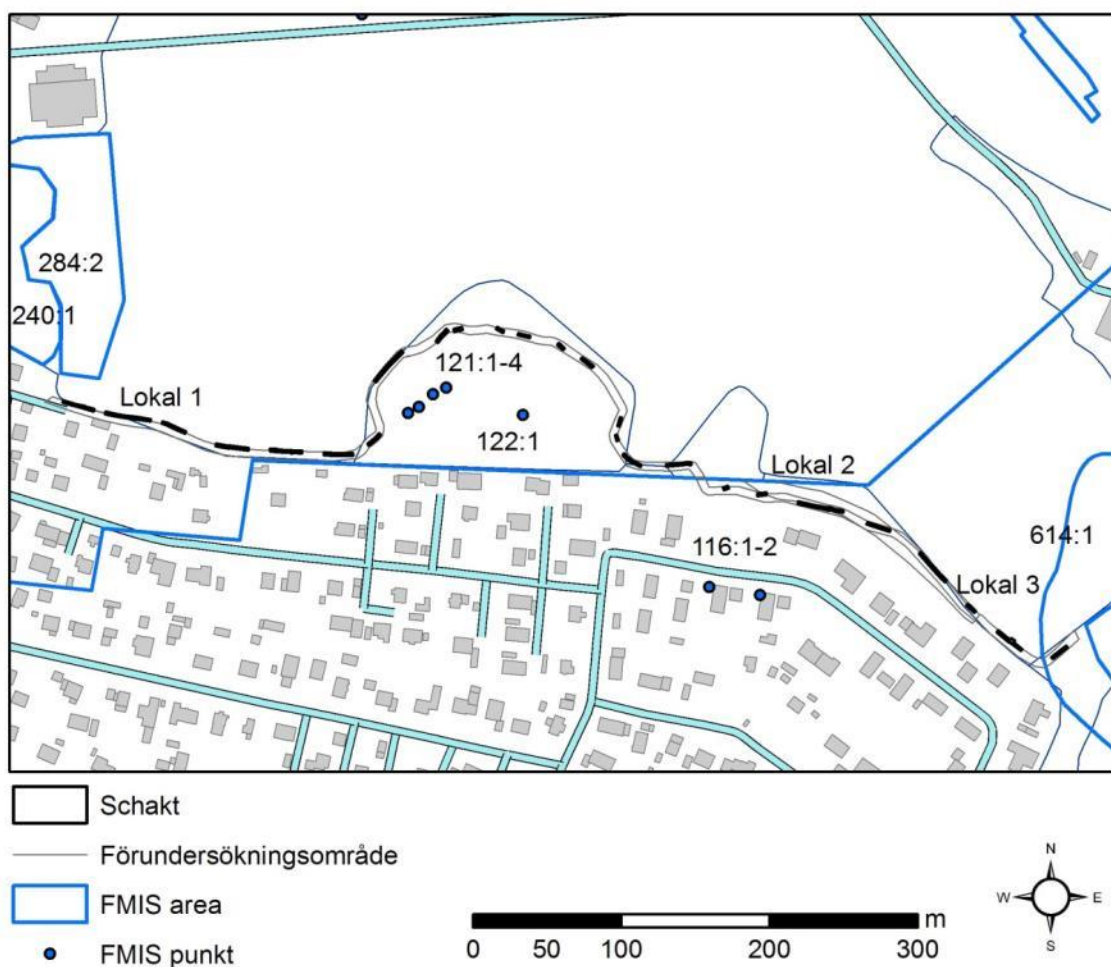 284:2
240:1
Lokal 1
121:1-4
122:1
Lokal 2
116:1-2
614:1
Lokal 3
Schakt
Förundersökningsområde
FMIS area
FMIS punkt
N
W E
S
m
0 50 100 200 300